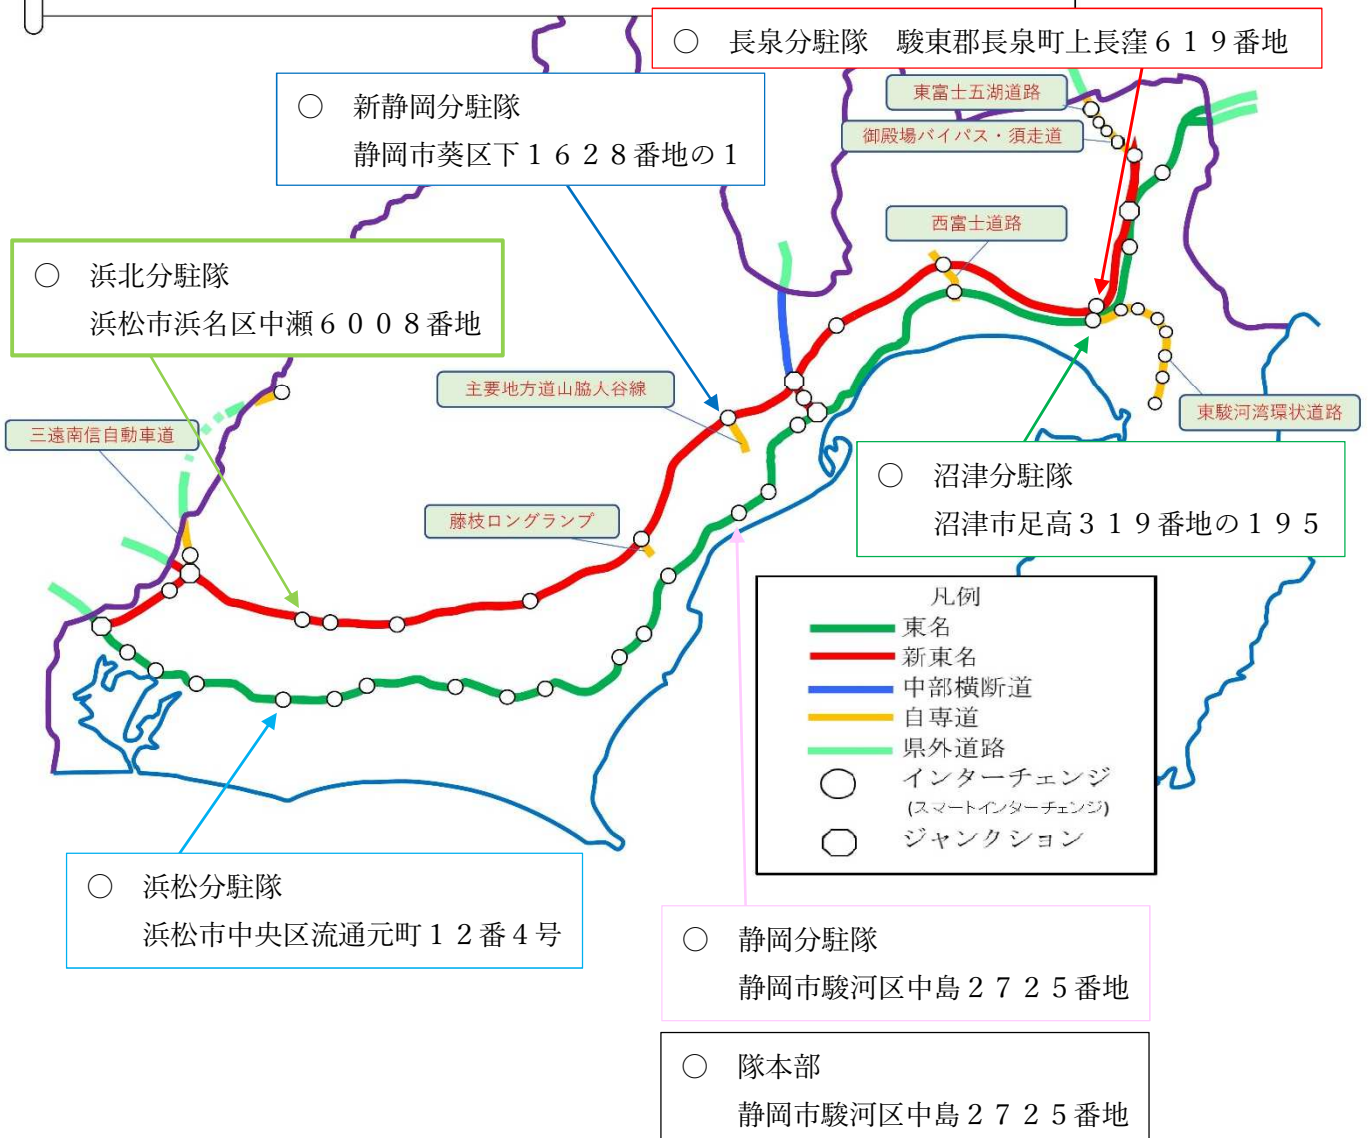 ○　長泉分駐隊　駿東郡長泉町上長窪６１９番地
○　新静岡分駐隊
静岡市葵区下１６２８番地の１
東富士五湖道路
御殿場バイパス・須走道
西富士道路
○　浜北分駐隊
浜松市浜名区中瀬６００８番地
主要地方道山脇大谷線
三遠南信自動車道
東駿河湾環状道路
藤枝ロングランプ
○　沼津分駐隊
沼津市足高３１９番地の１９５
凡例
東名
新東名
中部横断道
自専道
県外道路
インターチェンジ
(スマートインターチェンジ)
ジャンクション
○　浜松分駐隊
浜松市中央区流通元町１２番４号
○　静岡分駐隊
静岡市駿河区中島２７２５番地
○　隊本部
静岡市駿河区中島２７２５番地